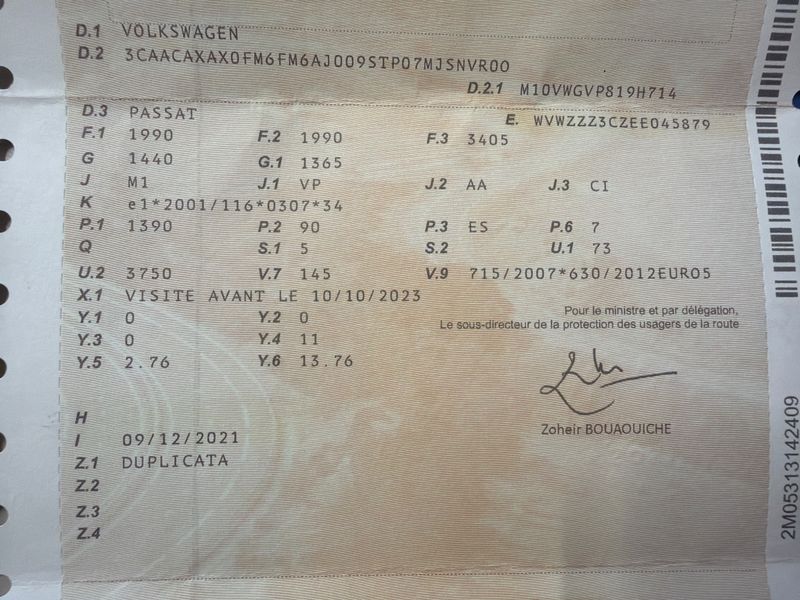 D.1 VOLKSWAGEN
D.2 3CAACAXAX0FM6FM6AJ009STP07MJSNVR00
D.2.1 M10VWGVP819H714
D.3 PASSAT E. WVWZZZ3CZEE045879
F.1 1990 F.2 1990 F.3 3405
G 1440 G.1 1365
J M1 J.1 VP J.2 AA J.3 CI
K e1*2001/116*0307*34
P.1 1390 P.2 90 P.3 ES P.6 7
Q S.1 5 S.2 U.1 73
U.2 3750 V.7 145 V.9 715/2007*630/2012EURO5
X.1 VISITE AVANT LE 10/10/2023
Y.1 0 Y.2 0
Y.3 0 Y.4 11
Y.5 2.76 Y.6 13.76
Pour le ministre et par délégation,
Le sous-directeur de la protection des usagers de la route
Zoheir BOUAOUICHE
H
I 09/12/2021
Z.1 DUPLICATA
Z.2
Z.3
Z.4
2M05313142409